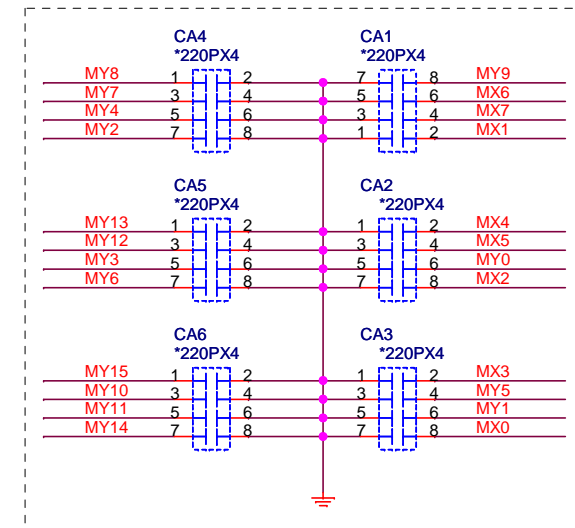 CA4 CA1
*220PX4 *220PX4
MY8 1 2 7 8 MY9
MY7 3 4 5 6 MX6
MY4 5 6 3 4 MX7
MY2 7 8 1 2 MX1
CA5 CA2
*220PX4 *220PX4
MY13 1 2 1 2 MX4
MY12 3 4 3 4 MX5
MY3 5 6 5 6 MY0
MY6 7 8 7 8 MX2
CA6 CA3
*220PX4 *220PX4
MY15 1 2 1 2 MX3
MY10 3 4 3 4 MY5
MY11 5 6 5 6 MY1
MY14 7 8 7 8 MX0